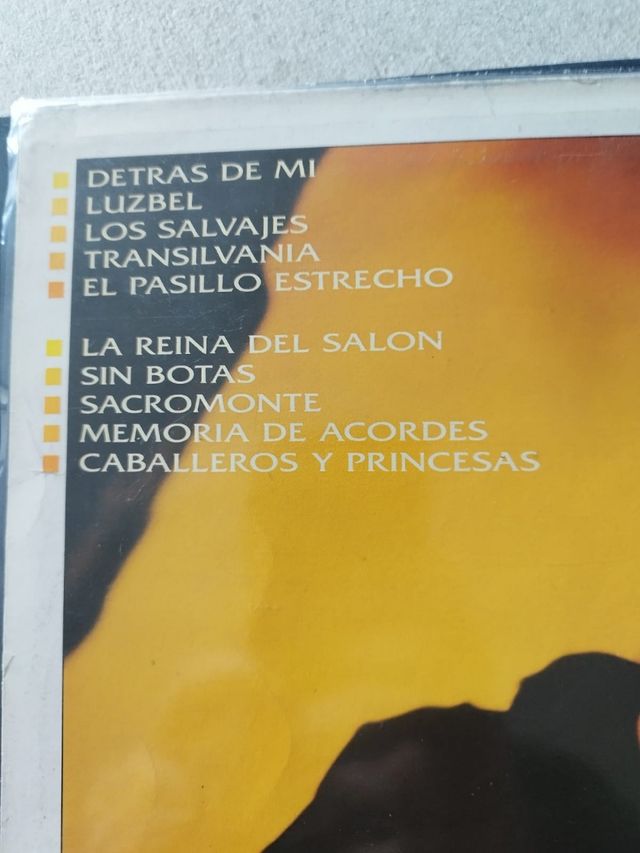 DETRAS DE MI
LUZBEL
LOS SALVAJES
TRANSILVANIA
EL PASILLO ESTRECHO
LA REINA DEL SALON
SIN BOTAS
SACROMONTE
MEMORIA DE ACORDES
CABALLEROS Y PRINCESAS